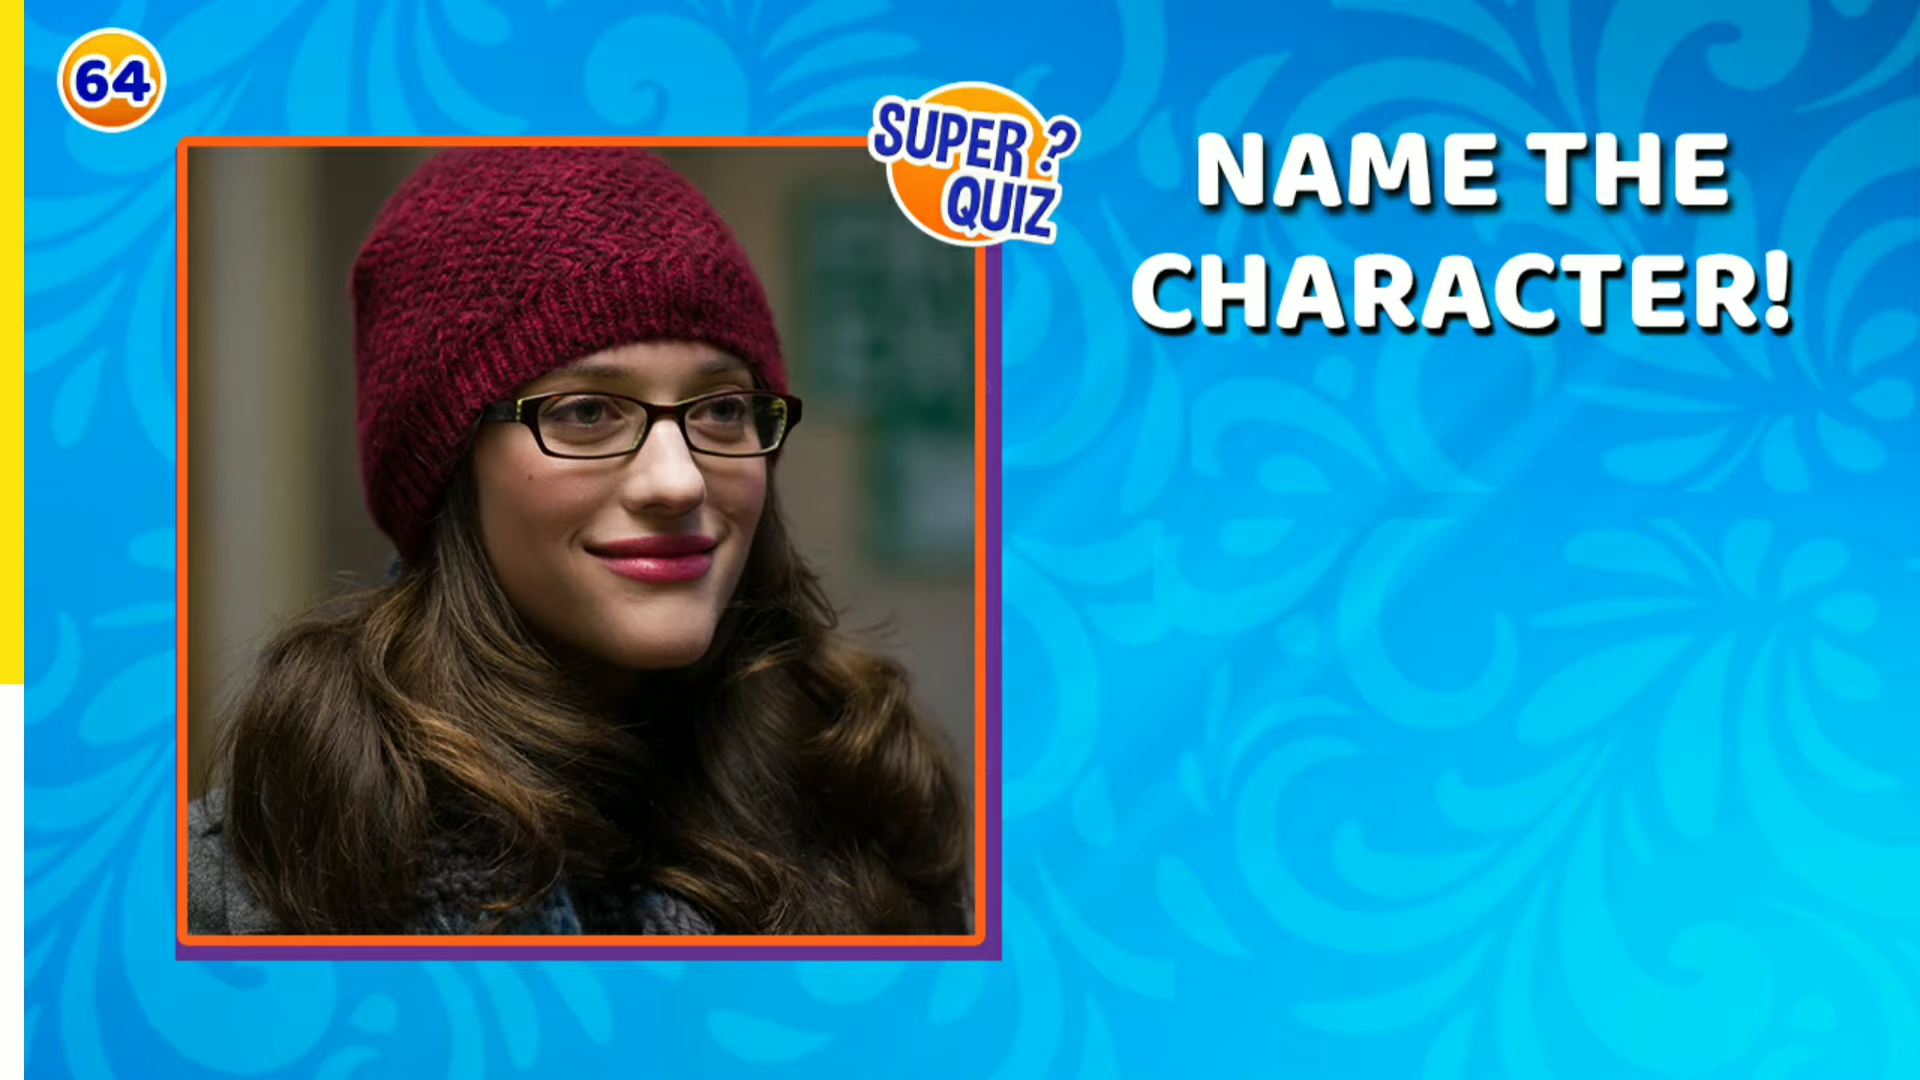 64
SUPER ?
QUIZ
NAME THE
CHARACTER!